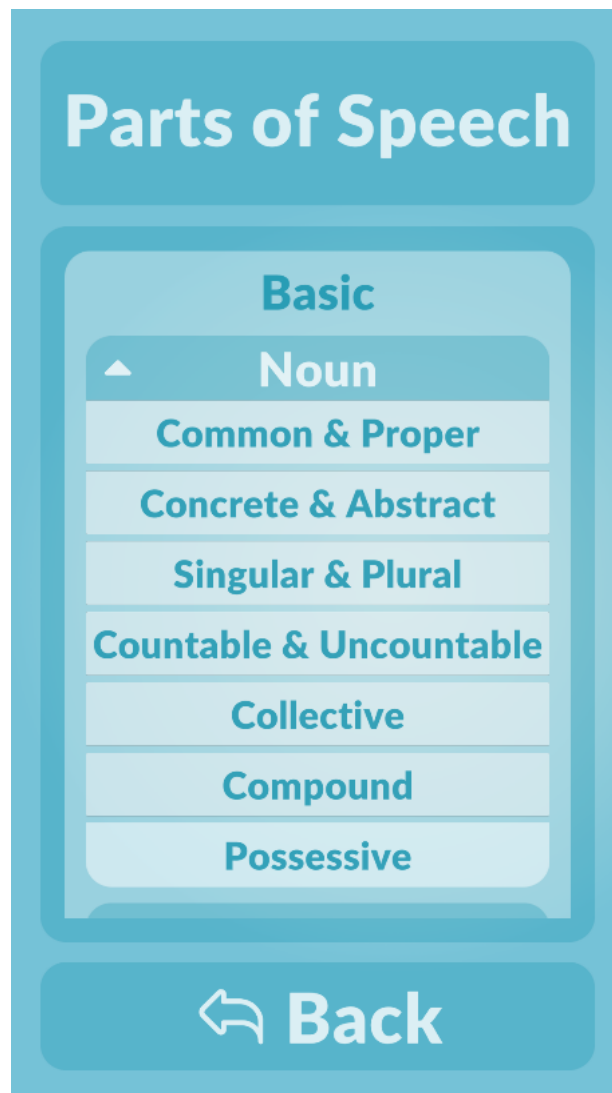 Parts of Speech
Basic
Noun
Common & Proper
Concrete & Abstract
Singular & Plural
Countable & Uncountable
Collective
Compound
Possessive
Back